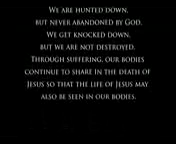 We are hunted down,
but never abandoned by God.
We get knocked down,
but we are not destroyed.
Through suffering, our bodies
continue to share in the death of
Jesus so that the life of Jesus may
also be seen in our bodies.